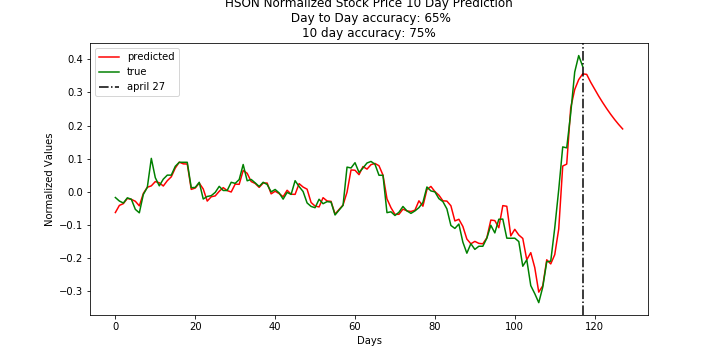 HSON Normalized Stock Price 10 Day Prediction
Day to Day accuracy: 65%
10 day accuracy: 75%
predicted
true
april 27
Normalized Values
0.4
0.3
0.2
0.1
0.0
−0.1
−0.2
−0.3
0 20 40 60 80 100 120
Days